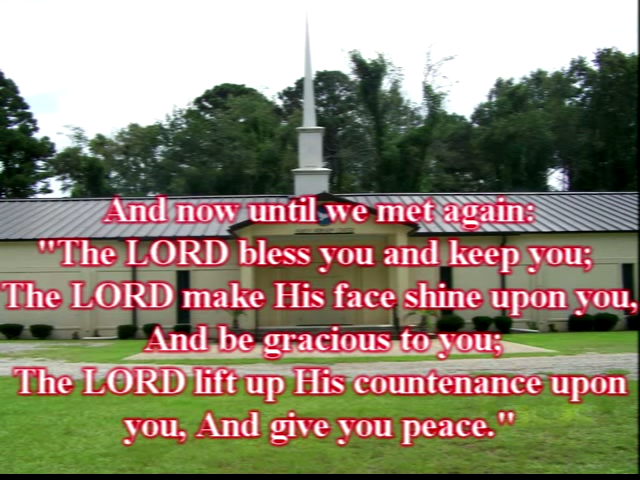 And now until we met again:
"The LORD bless you and keep you;
The LORD make His face shine upon you,
And be gracious to you;
The LORD lift up His countenance upon
you, And give you peace."